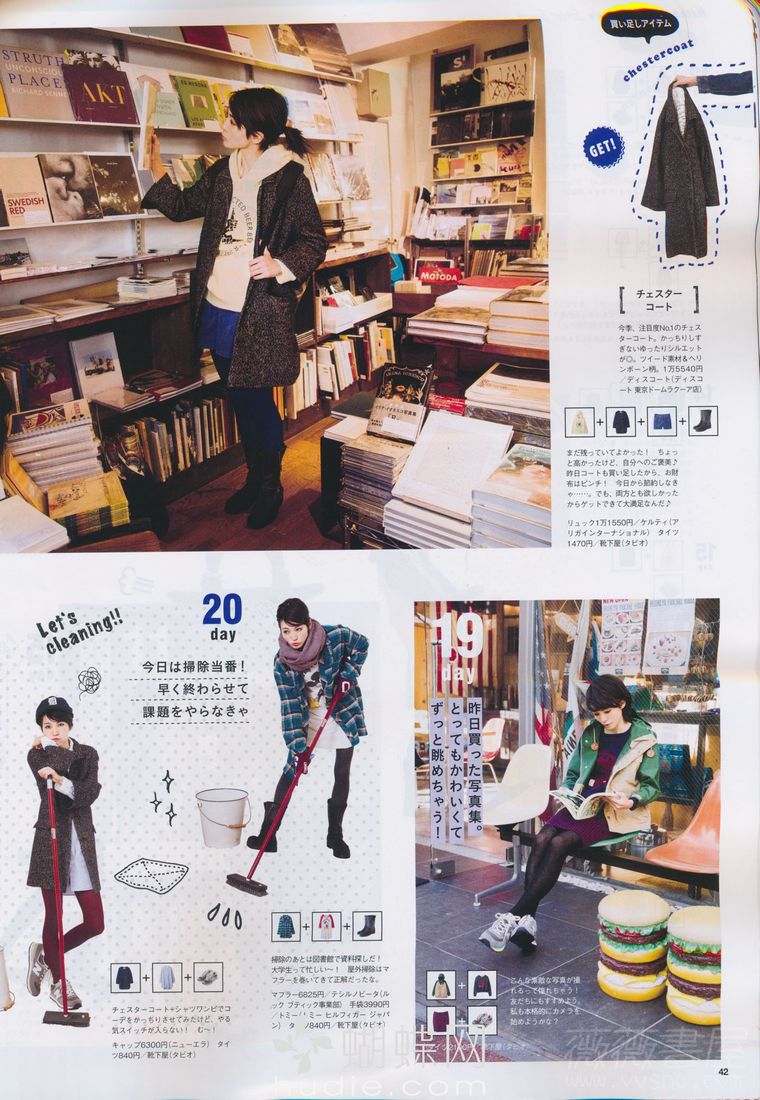 STRUTH
UNCONSCIOUS
PLACES
RICHARD SENNETT
AKT
ED RUSCHA
SWEDISH
RED
MOTODA
買い足しアイテム
chestercoat
GET!
チェスター
コート
今季、注目度No.1のチェス
ターコート。かっちりしす
ぎないゆったりシルエット
が◎。ツイード素材&ヘリ
ンボーン柄。1万5540円
/ディスコート(ディスコ
ート 東京ドームラクーア店)
まだ残っていてよかった! ちょっ
と高かったけど、自分へのご褒美♪
昨日コートも買い足したから、お財
布はピンチ! 今日から節約しなき
ゃ……。でも、両方とも欲しかった
からゲットできて大満足なんだ♪
リュック1万1550円/ケルティ(ア
リガインターナショナル) タイツ
1470円/靴下屋(タビオ)
Let's
cleaning!!
20
day
今日は掃除当番!
早く終わらせて
課題をやらなきゃ
掃除のあとは図書館で資料探しだ!
大学生って忙しい〜! 屋外掃除はマ
フラーを巻いてきて正解だったな。
マフラー6825円/テシルノビータ(ル
ック ブティック事業部) 手袋3990円
/トミー ヒルフィガー ジャパ
ン) 840円/靴下屋(タビオ)
チェスターコート+シャツワンピでコ
ーデをかっちりさせてみたけど、やる
気スイッチが入らない! む〜!
キャップ6300円(ニューエラ) タイ
ツ840円/靴下屋(タビオ)
19
day
昨日買った写真集。
とってもかわいくて
ずっと眺めちゃう!
こんな素敵な写真が撮
れるって憧れちゃう!
友だちにもすすめよう。
私も本格的にカメラを
始めようかな?
靴下屋(タビオ)
蝴蝶网
hudie.com
薇薇書屋
www.vvshu.com
42